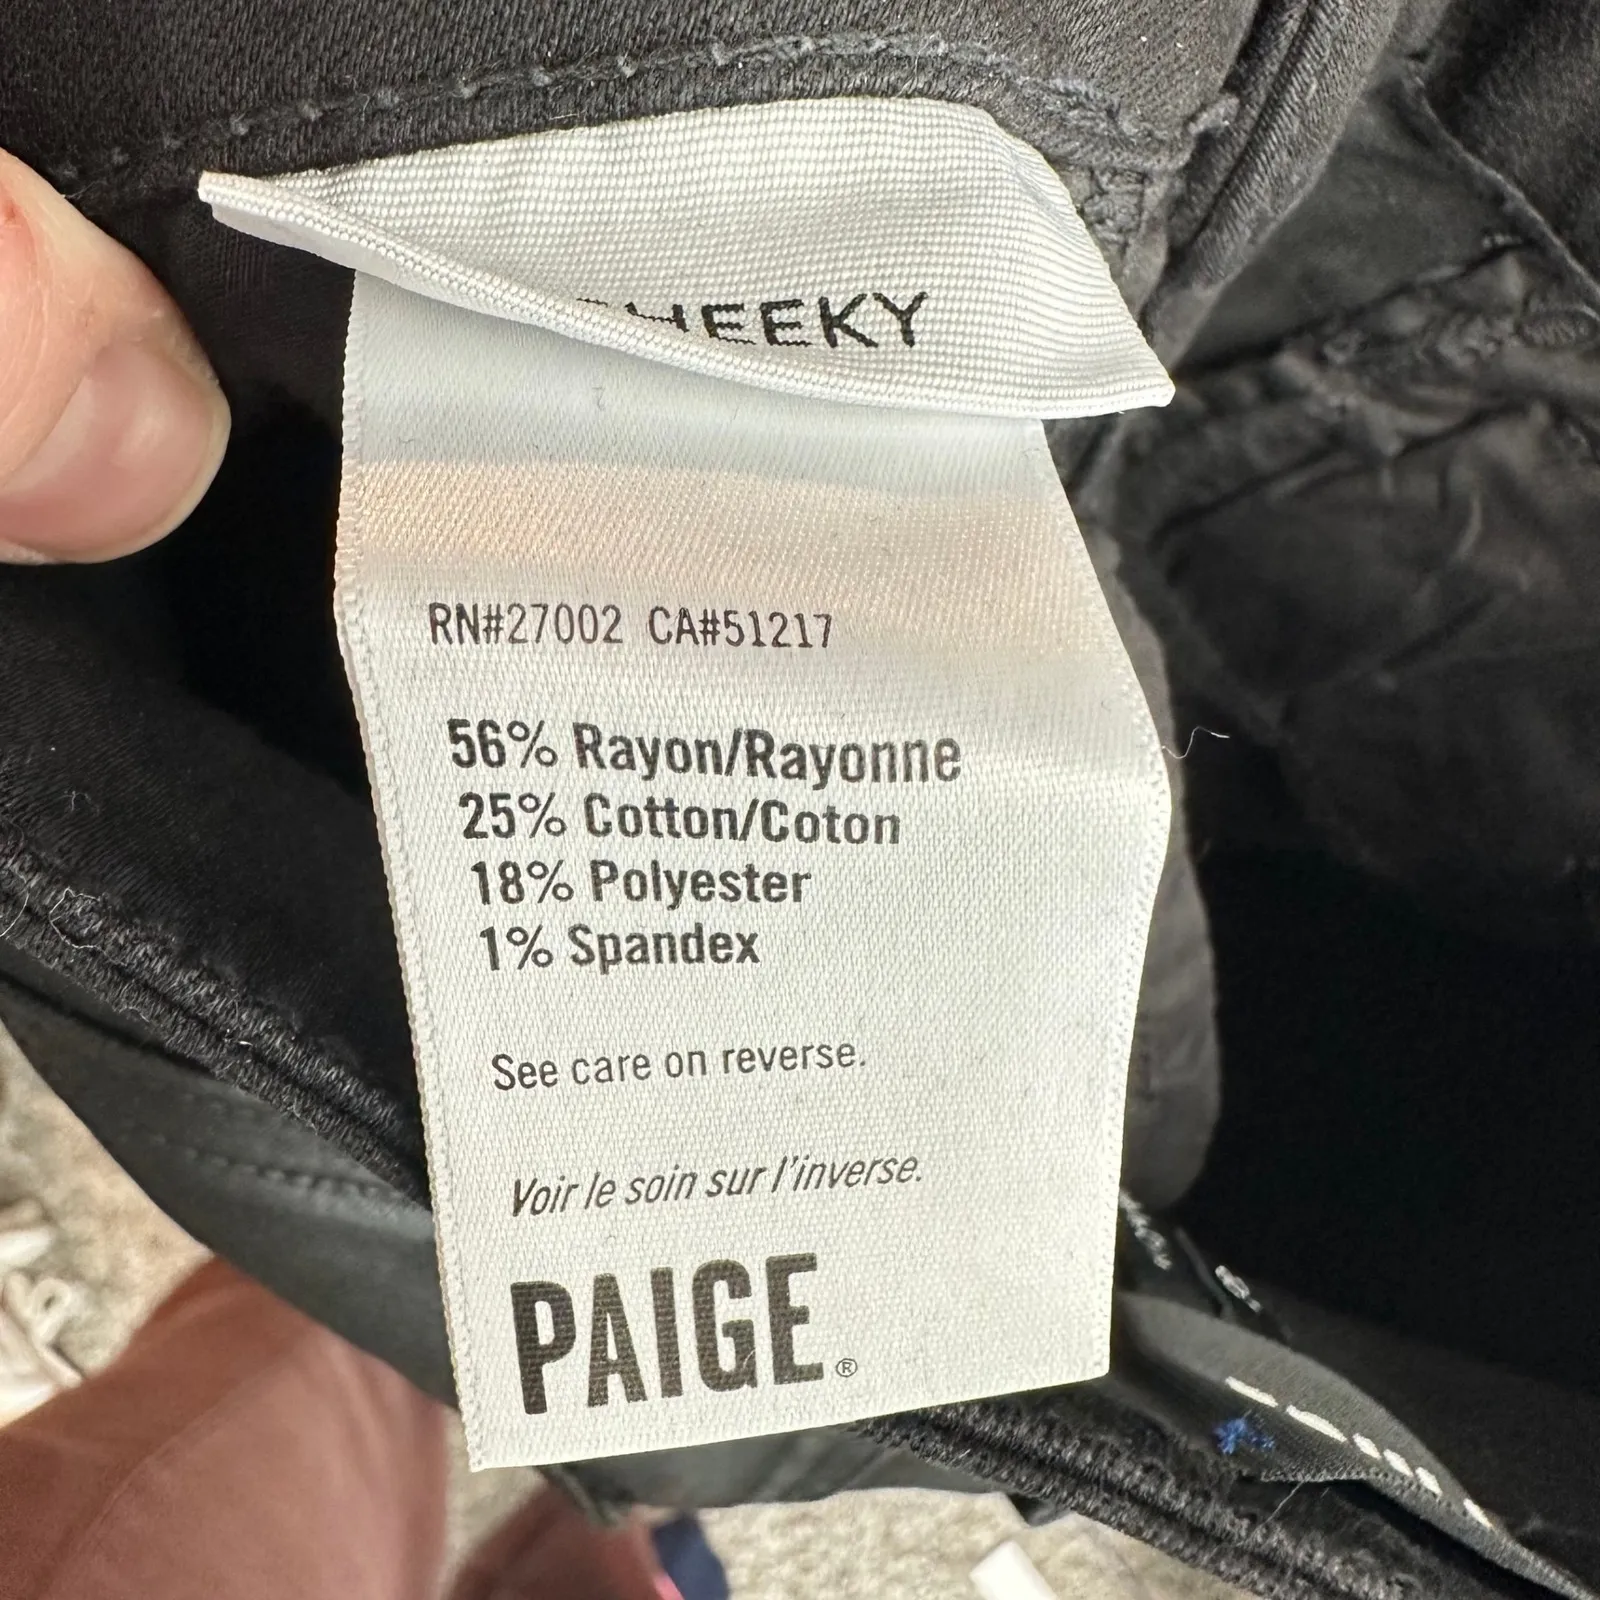 HEEKY
RN#27002 CA#51217
56% Rayon/Rayonne
25% Cotton/Coton
18% Polyester
1% Spandex
See care on reverse.
Voir le soin sur l'inverse.
PAIGE®